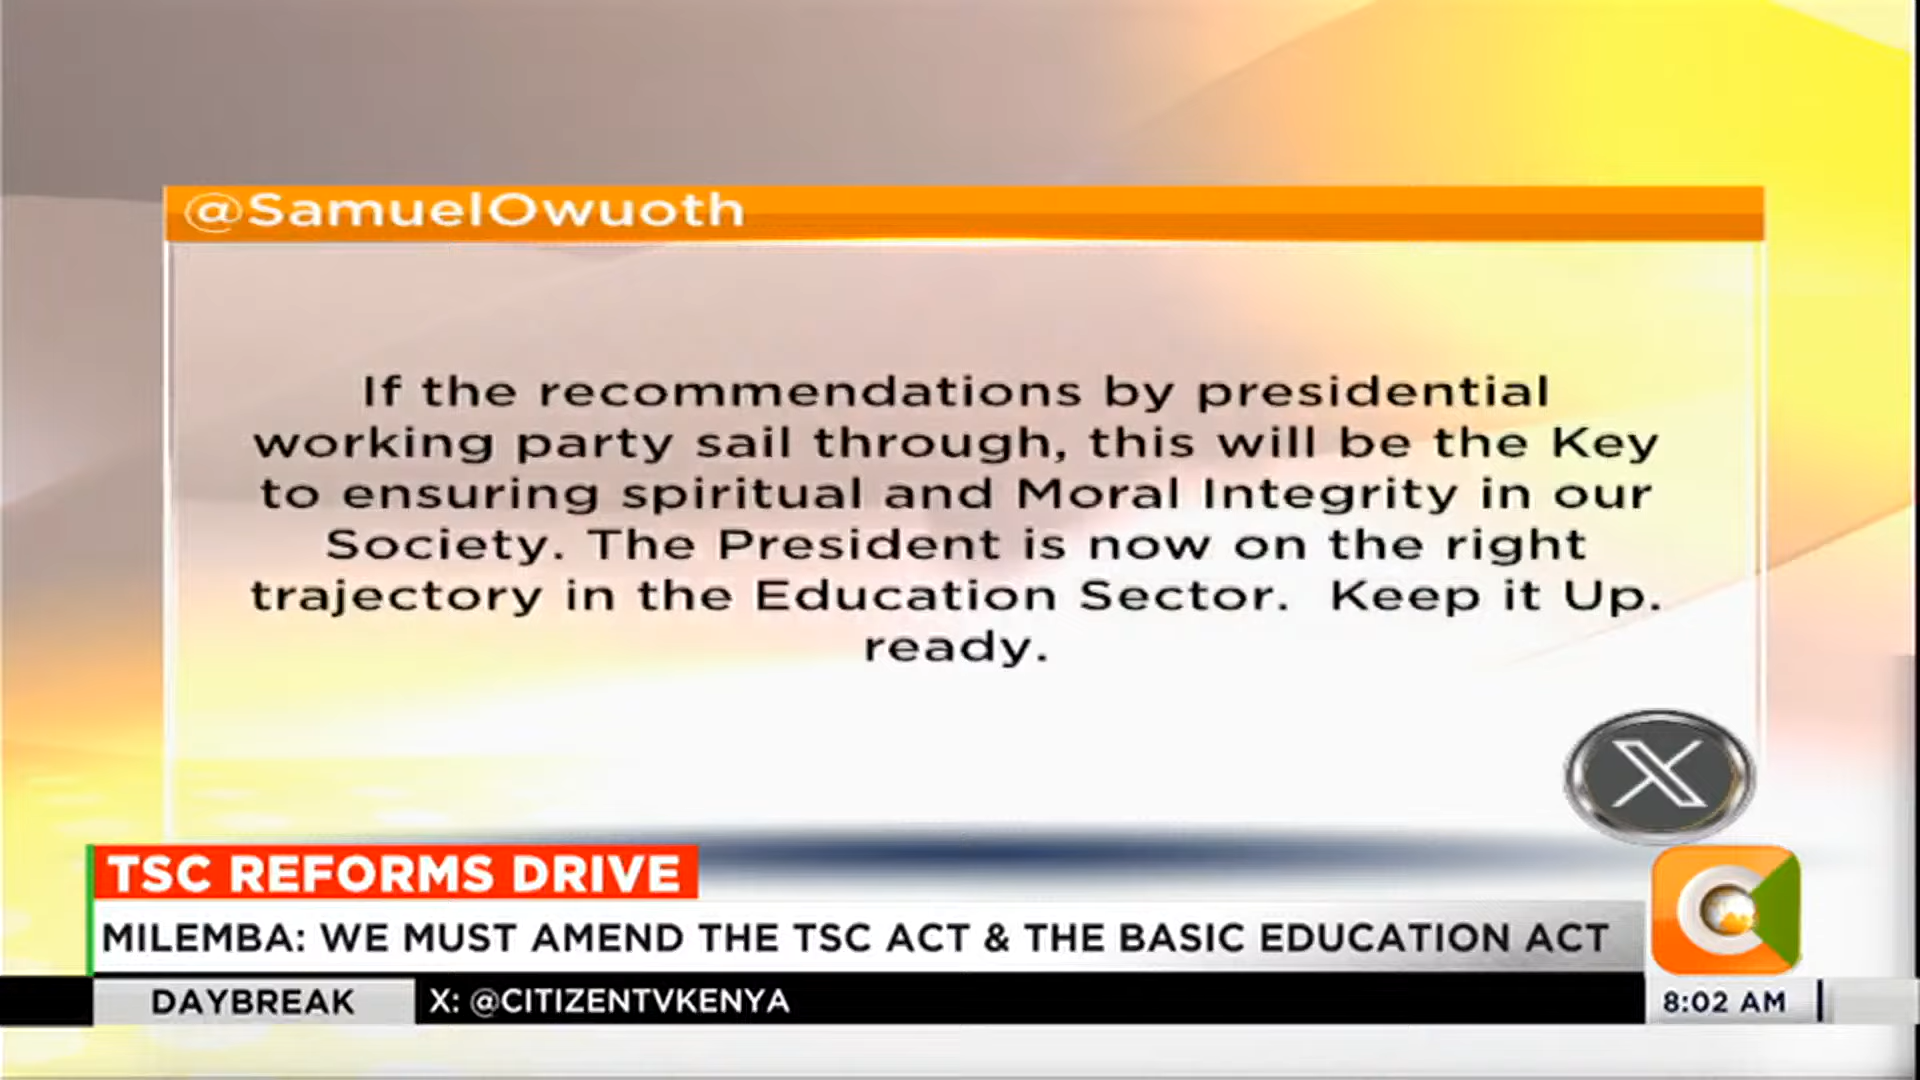 @SamuelOwuoth
If the recommendations by presidential
working party sail through, this will be the Key
to ensuring spiritual and Moral Integrity in our
Society. The President is now on the right
trajectory in the Education Sector.  Keep it Up.
ready.
TSC REFORMS DRIVE
MILEMBA: WE MUST AMEND THE TSC ACT & THE BASIC EDUCATION ACT
DAYBREAK
X: @CITIZENTVKENYA
8:02 AM